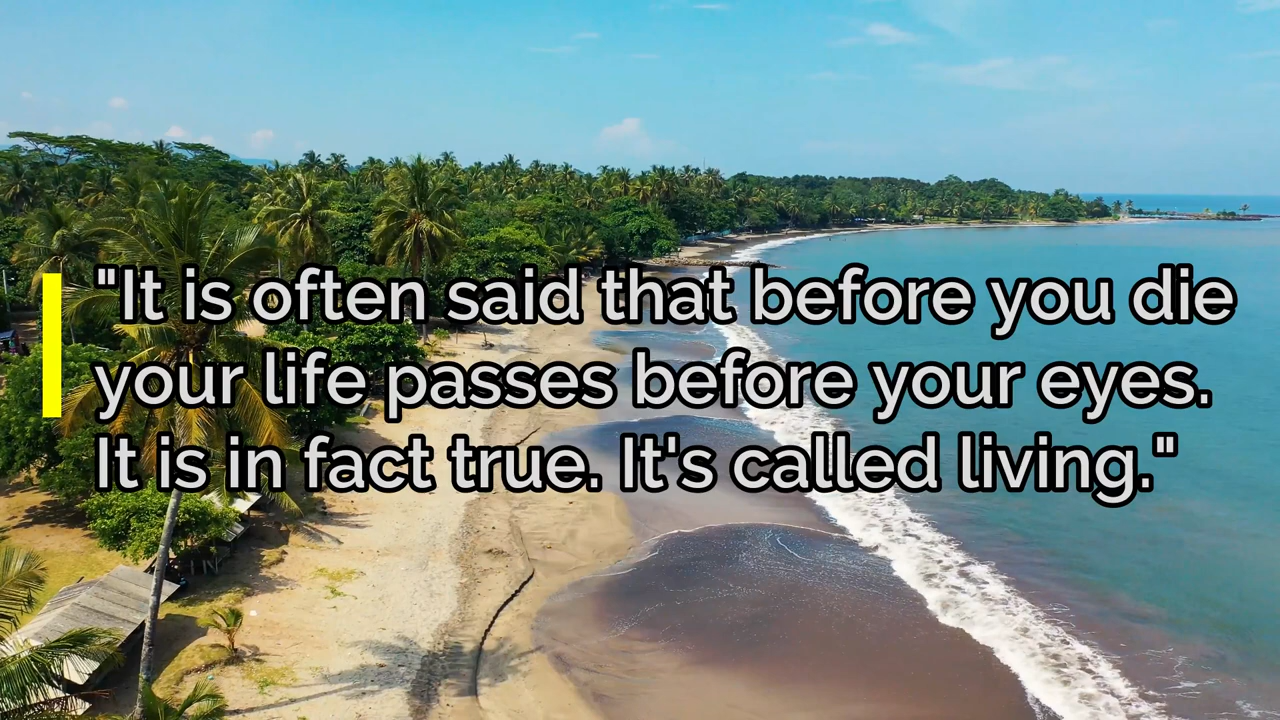 "It is often said that before you die
your life passes before your eyes.
It is in fact true. It's called living."